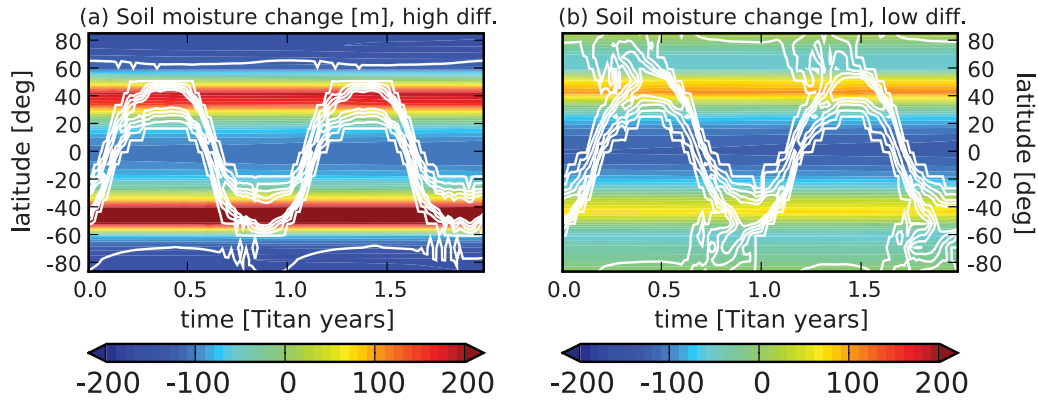 (a) Soil moisture change [m], high diff.
80
60
40
20
0
-20
-40
-60
-80
latitude [deg]
0.0 0.5 1.0 1.5
time [Titan years]
-200 -100 0 100 200
(b) Soil moisture change [m], low diff.
80
60
40
20
0
-20
-40
-60
-80
latitude [deg]
0.0 0.5 1.0 1.5
time [Titan years]
-200 -100 0 100 200